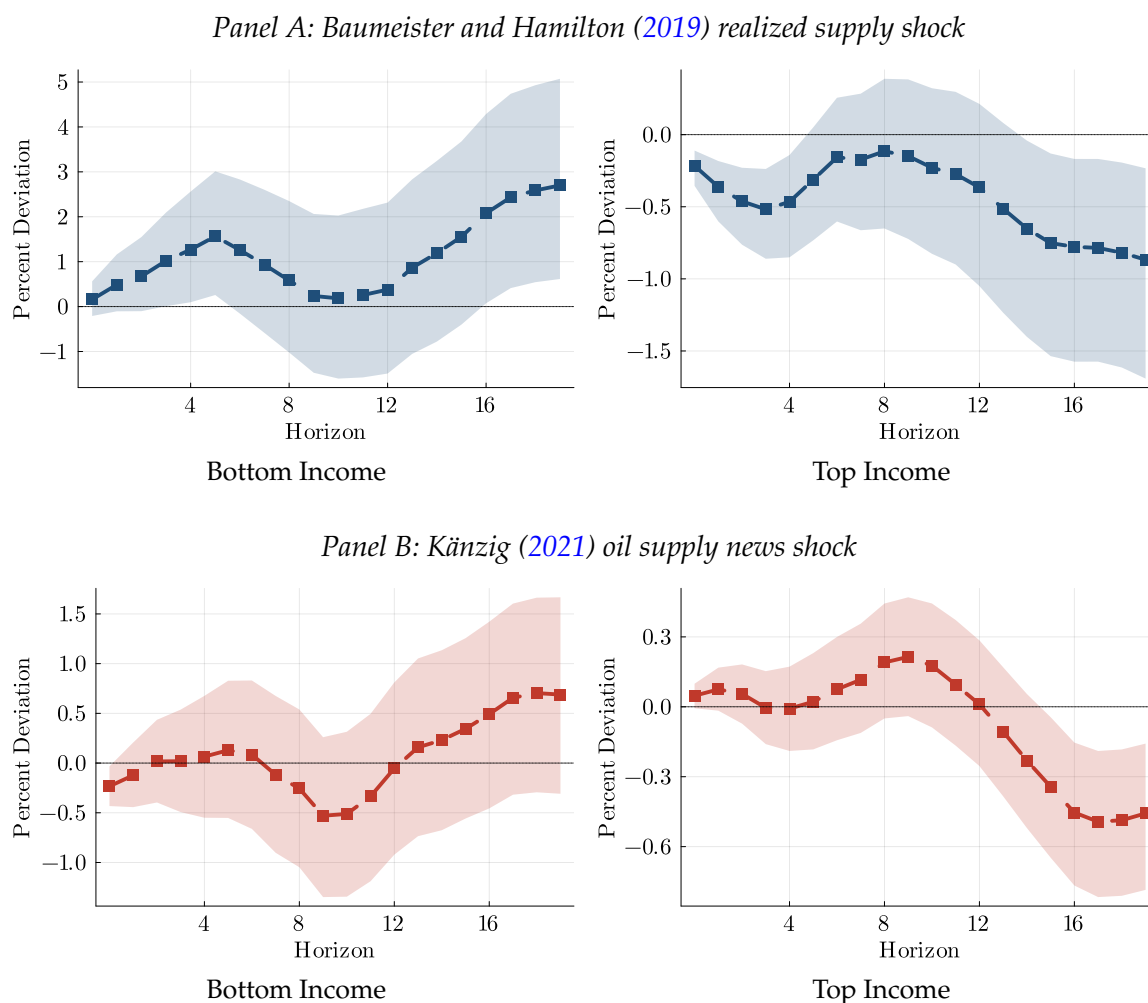 Panel A: Baumeister and Hamilton (2019) realized supply shock
5
4
3
2
1
0
−1
Percent Deviation
4 8 12 16
Horizon
Bottom Income
0.0
−0.5
−1.0
−1.5
Percent Deviation
4 8 12 16
Horizon
Top Income
Panel B: Känzig (2021) oil supply news shock
1.5
1.0
0.5
0.0
−0.5
−1.0
Percent Deviation
4 8 12 16
Horizon
Bottom Income
0.3
0.0
−0.3
−0.6
Percent Deviation
4 8 12 16
Horizon
Top Income